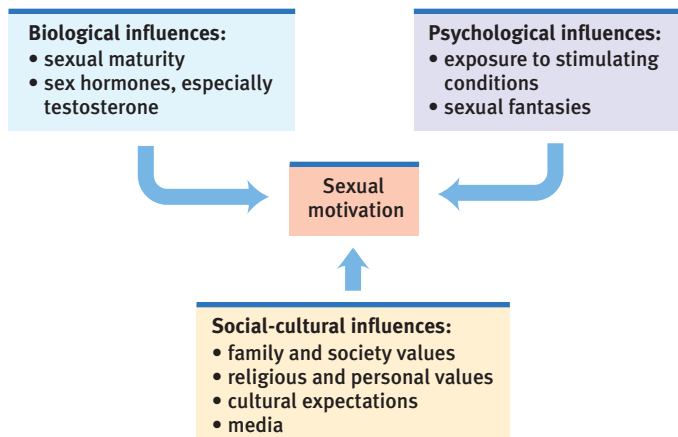 Biological influences:
• sexual maturity
• sex hormones, especially
testosterone
Psychological influences:
• exposure to stimulating
conditions
• sexual fantasies
Sexual
motivation
Social-cultural influences:
• family and society values
• religious and personal values
• cultural expectations
• media